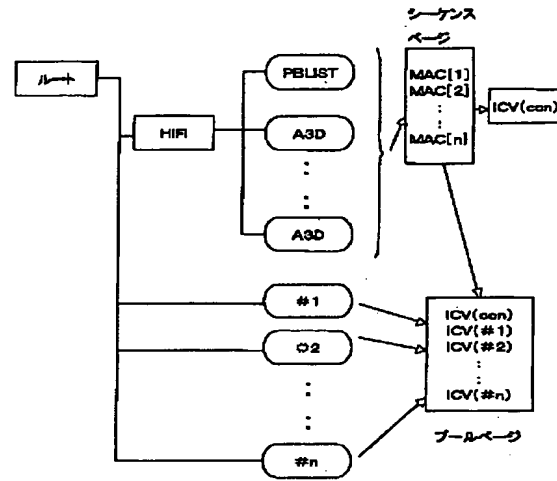 シーケンス
ページ
ルート
HIFI
PBLIST
A3D
⋮
A3D
MAC[1]
MAC[2]
⋮
MAC[n]
ICV(con)
#1
#2
⋮
#n
ICV(con)
ICV(#1)
ICV(#2)
⋮
ICV(#n)
プールページ